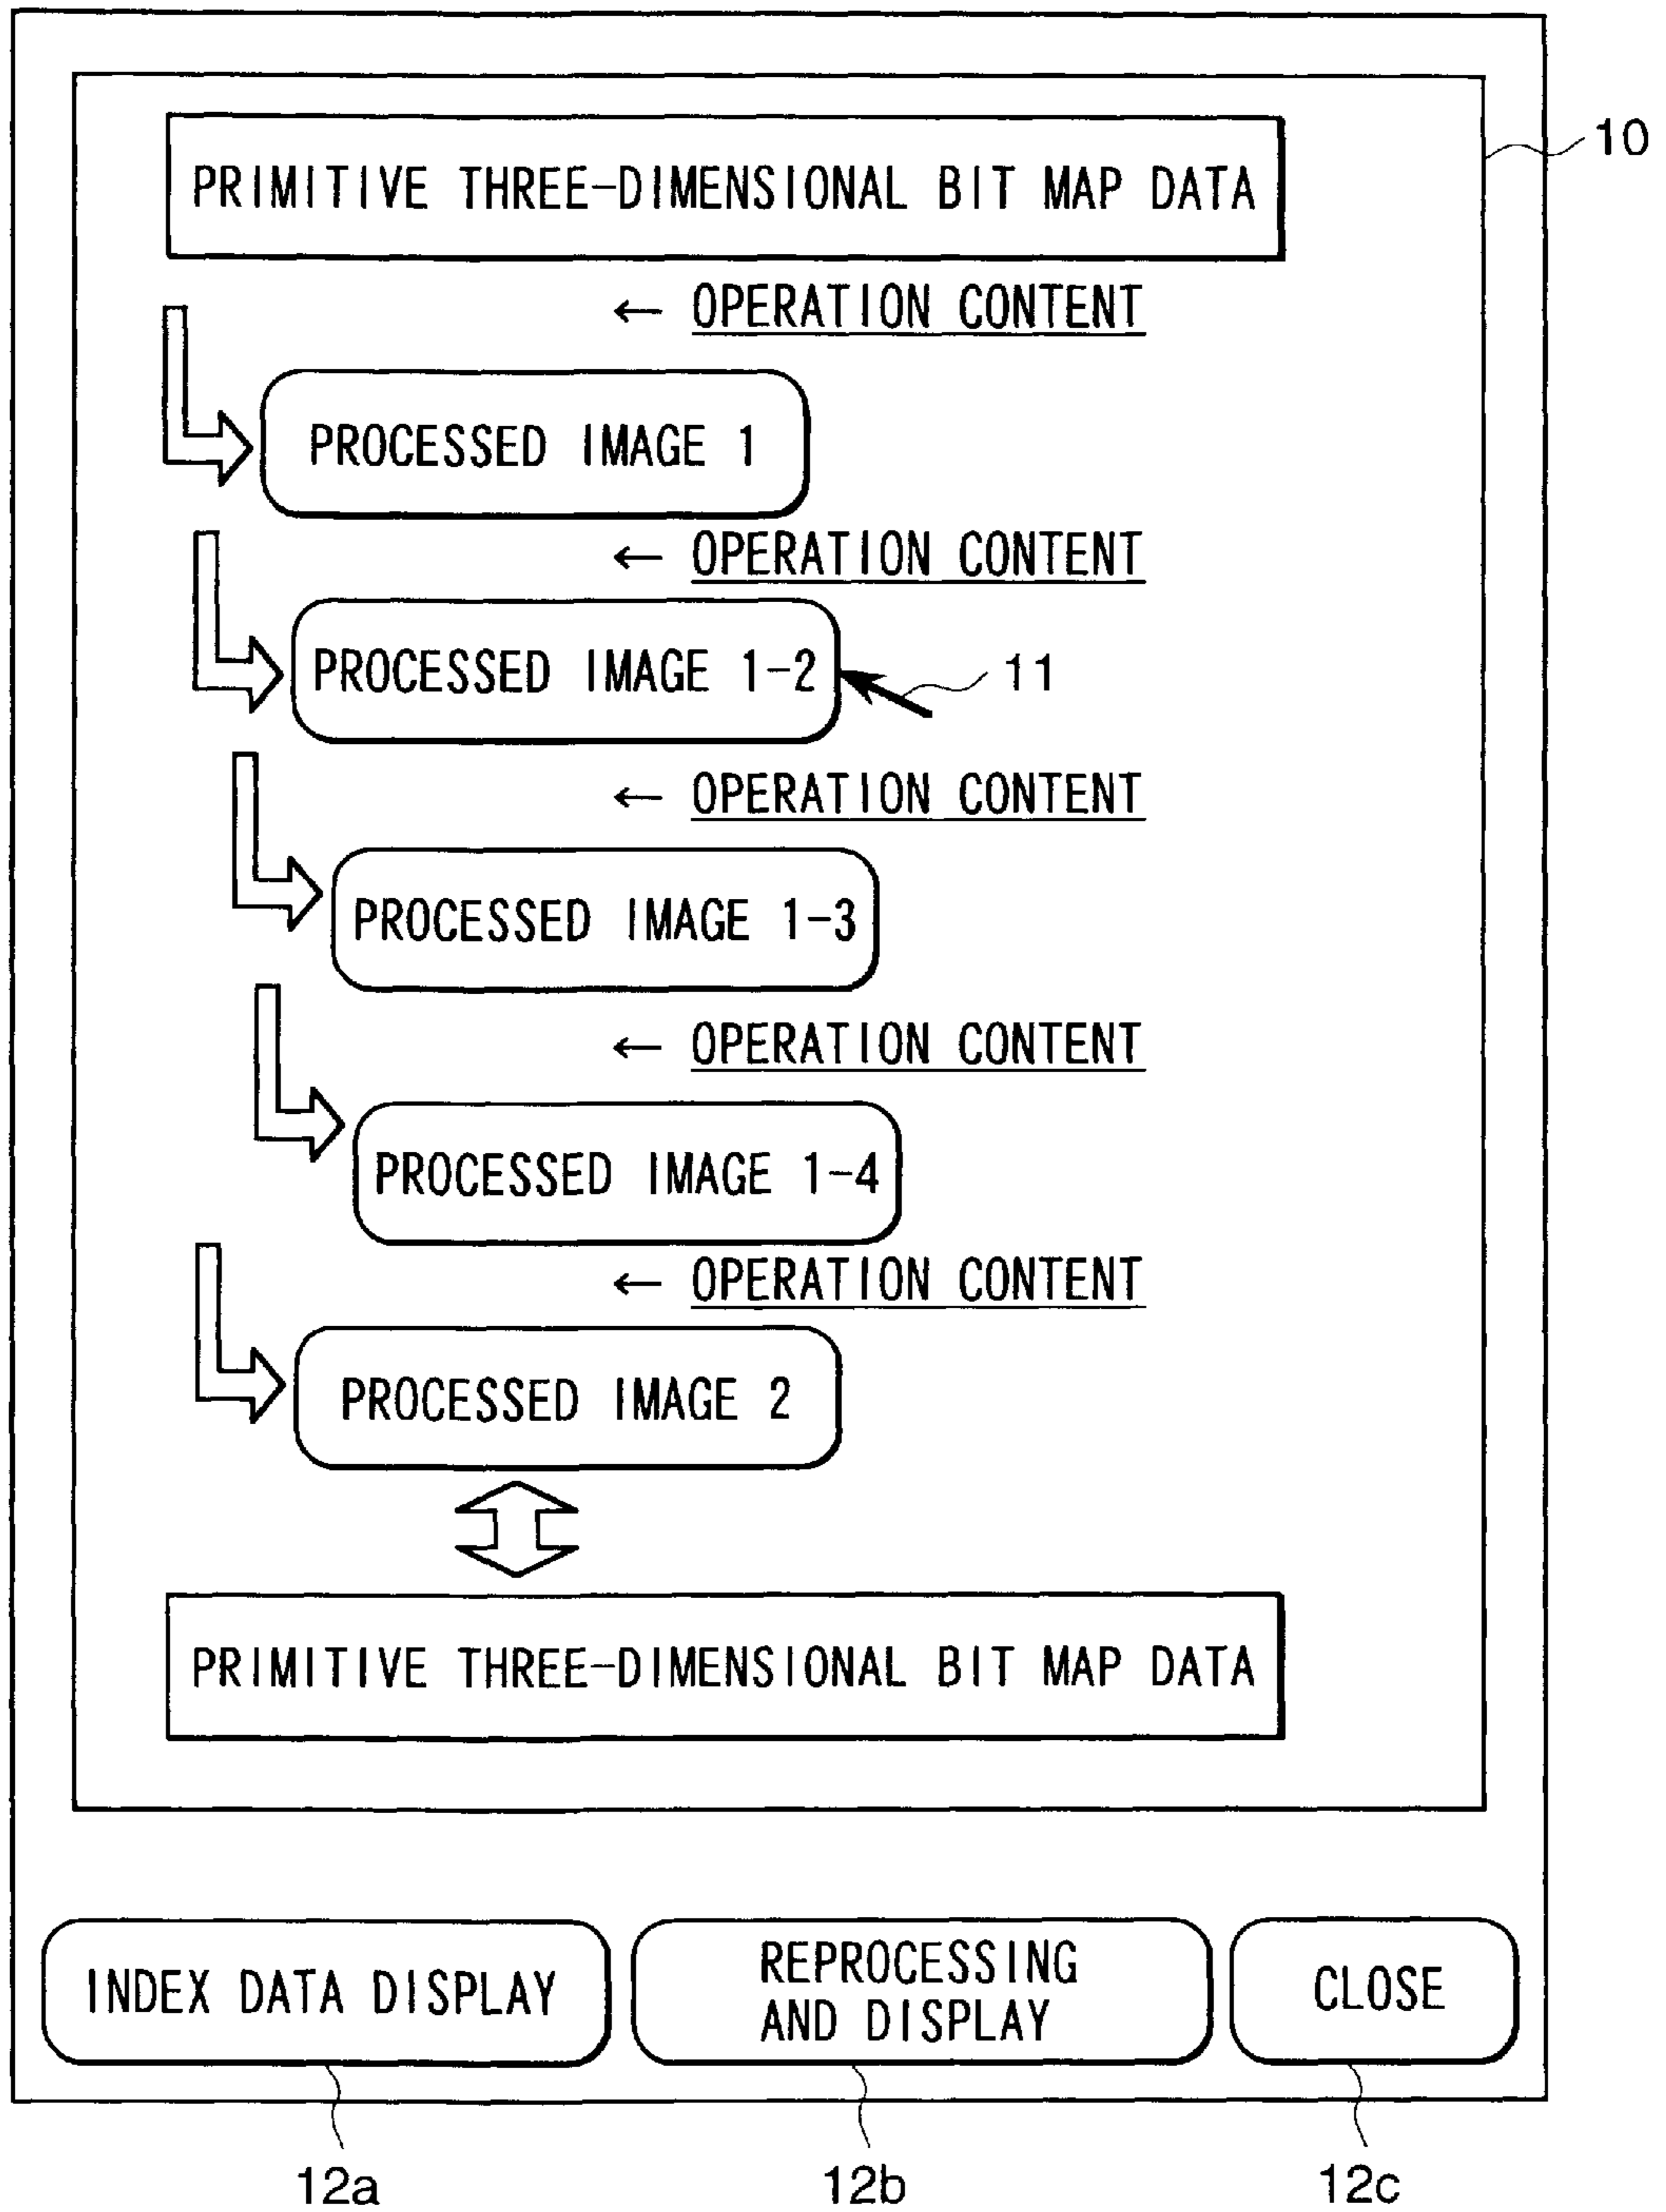 PRIMITIVE THREE-DIMENSIONAL BIT MAP DATA
10
← OPERATION CONTENT
PROCESSED IMAGE 1
← OPERATION CONTENT
PROCESSED IMAGE 1-2
11
← OPERATION CONTENT
PROCESSED IMAGE 1-3
← OPERATION CONTENT
PROCESSED IMAGE 1-4
← OPERATION CONTENT
PROCESSED IMAGE 2
PRIMITIVE THREE-DIMENSIONAL BIT MAP DATA
INDEX DATA DISPLAY
REPROCESSING
AND DISPLAY
CLOSE
12a
12b
12c